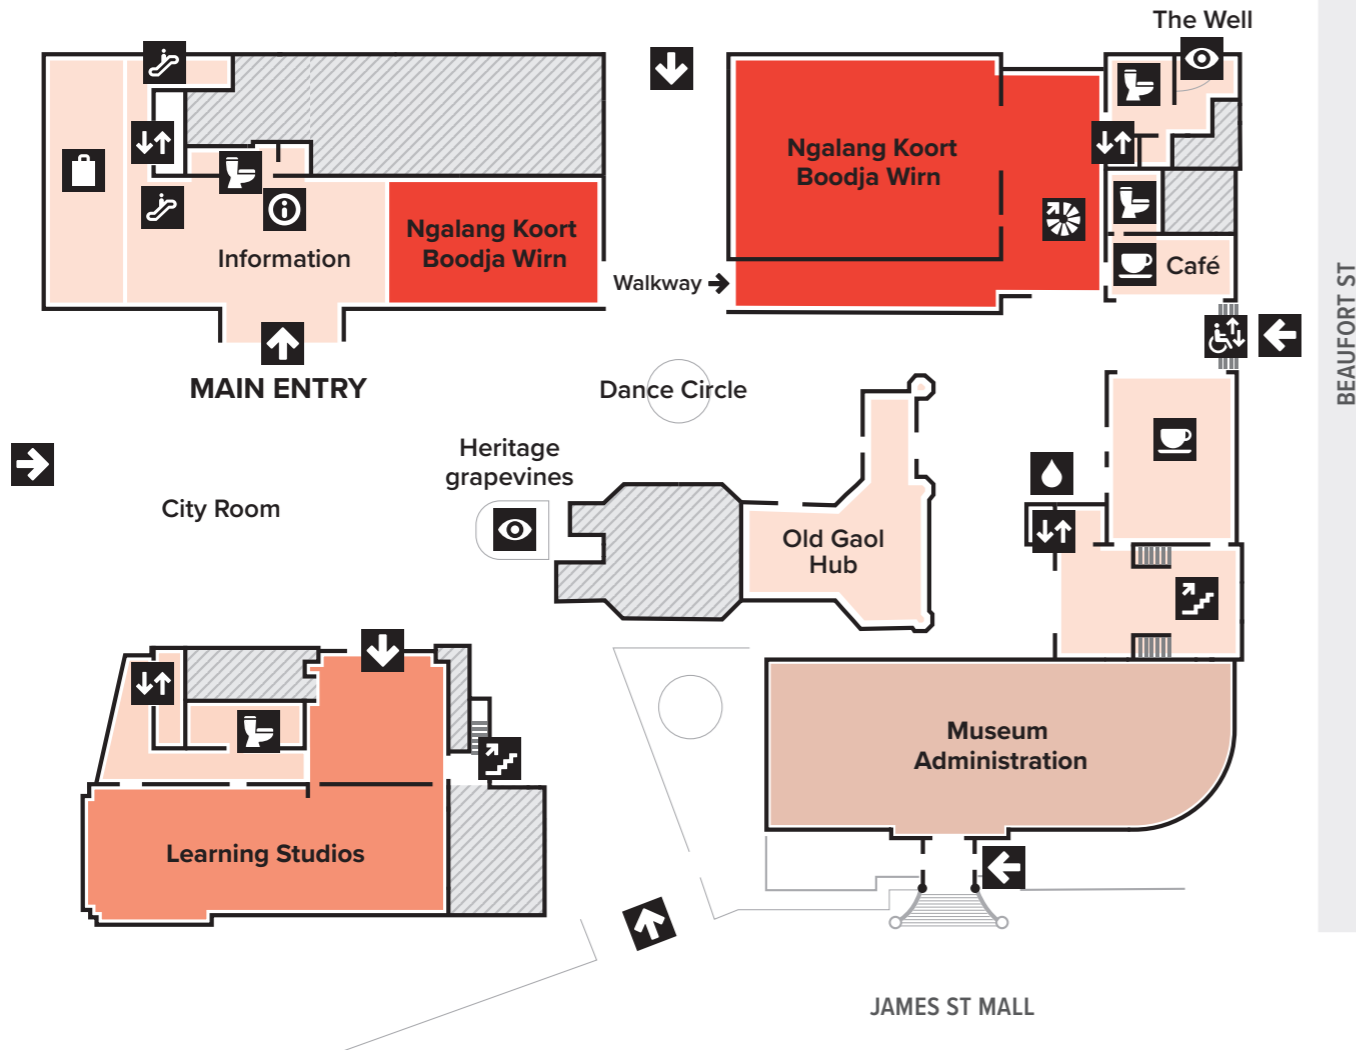 The Well
Ngalang Koort
Boodja Wirn
Ngalang Koort
Boodja Wirn
Information
Café
Walkway
MAIN ENTRY
Dance Circle
BEAUFORT ST
Heritage
grapevines
City Room
Old Gaol
Hub
Museum
Administration
Learning Studios
JAMES ST MALL